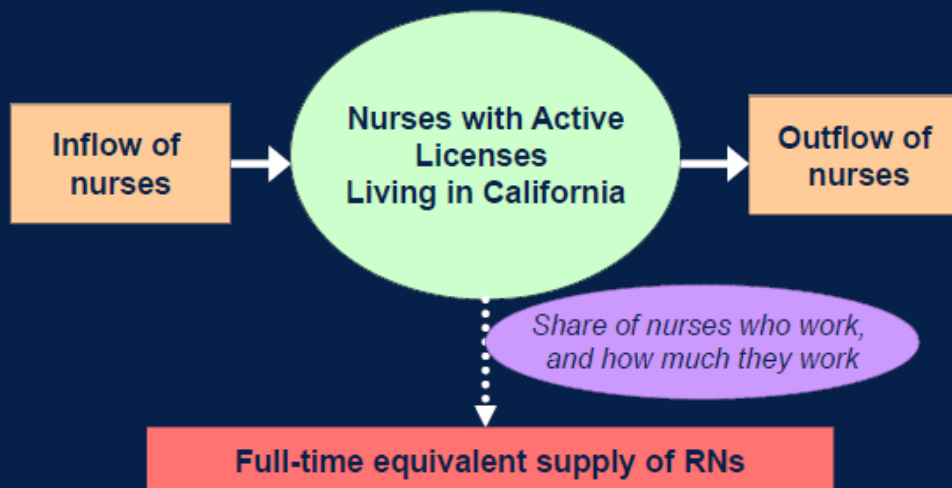 Inflow of
nurses
Nurses with Active
Licenses
Living in California
Outflow of
nurses
Share of nurses who work,
and how much they work
Full-time equivalent supply of RNs